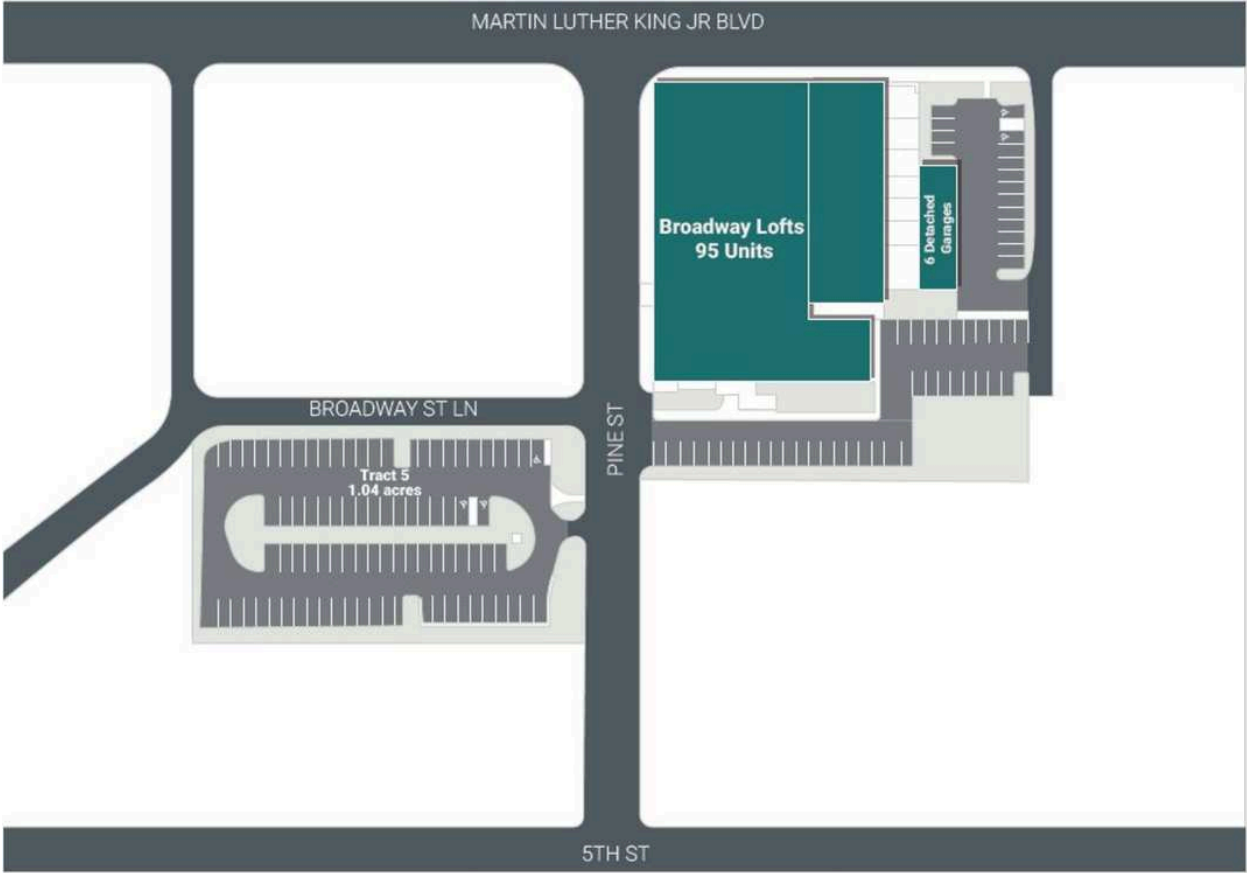 MARTIN LUTHER KING JR BLVD
Broadway Lofts
95 Units
6 Detached
Garages
BROADWAY ST LN
PINE ST
Tract 5
1.04 acres
5TH ST